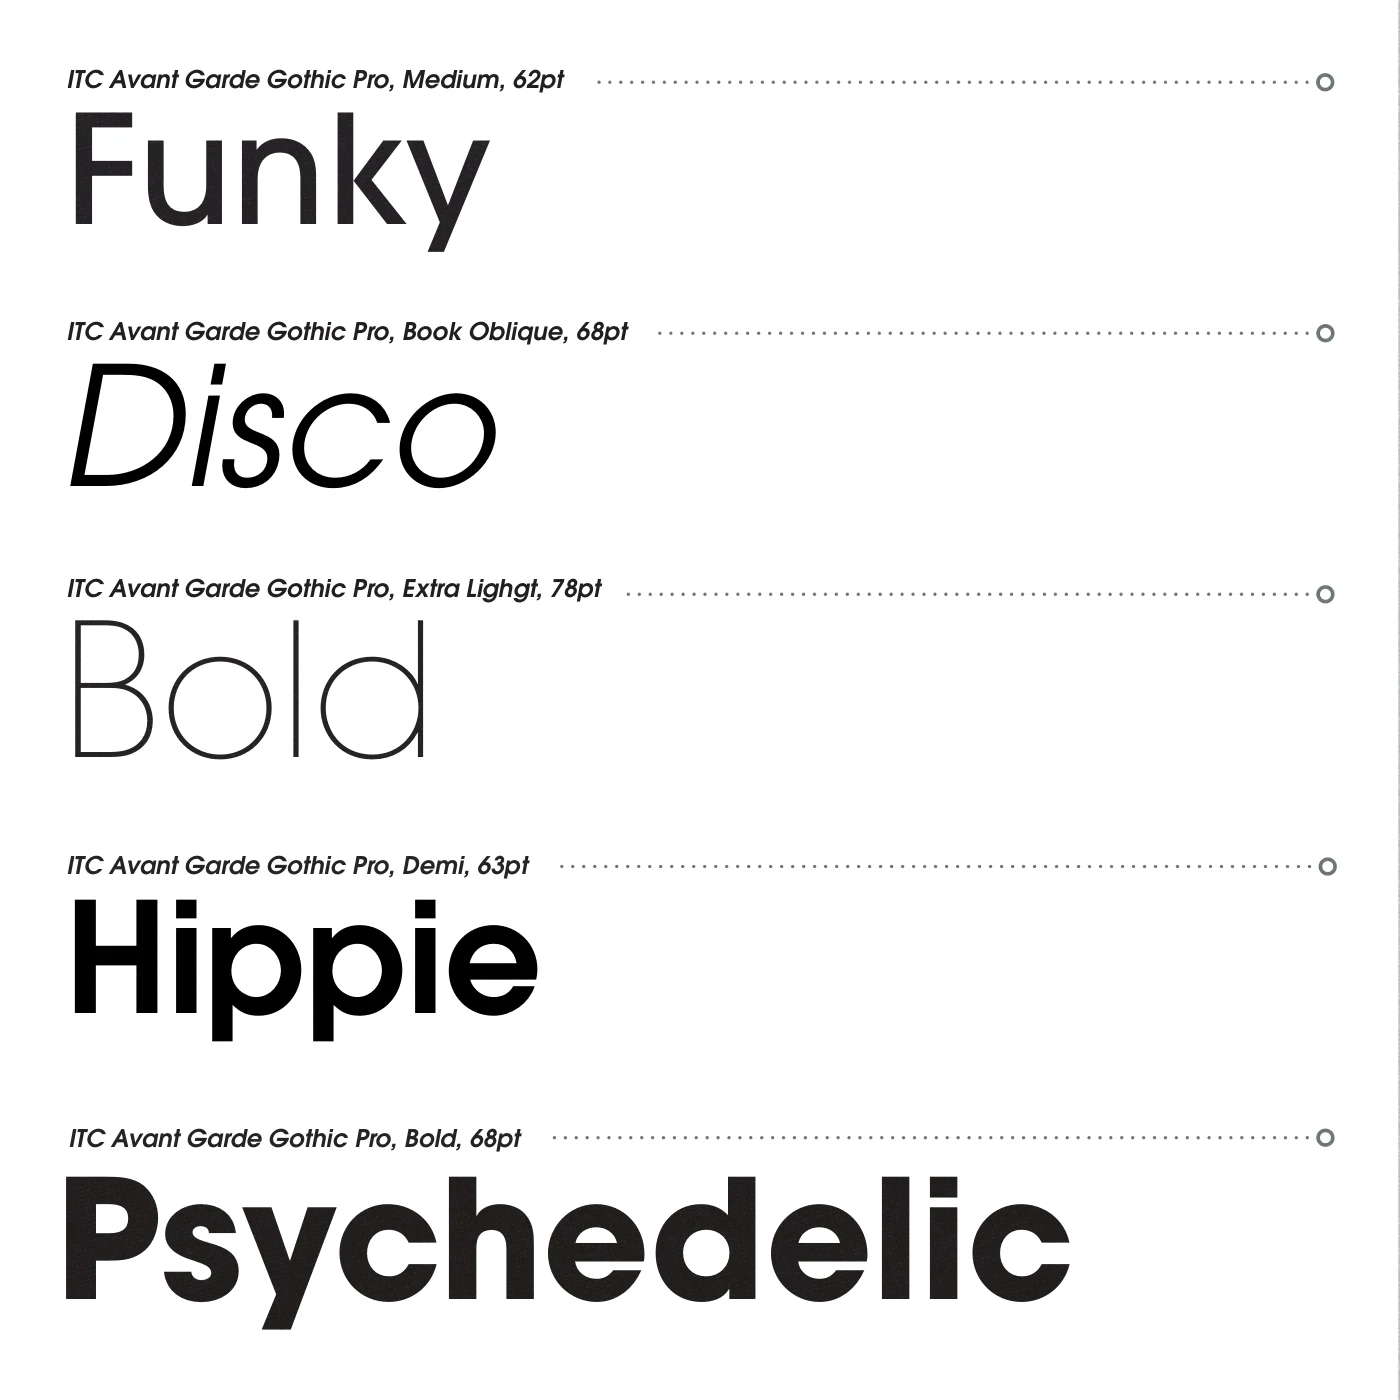 ITC Avant Garde Gothic Pro, Medium, 62pt
Funky
ITC Avant Garde Gothic Pro, Book Oblique, 68pt
Disco
ITC Avant Garde Gothic Pro, Extra Lighgt, 78pt
Bold
ITC Avant Garde Gothic Pro, Demi, 63pt
Hippie
ITC Avant Garde Gothic Pro, Bold, 68pt
Psychedelic